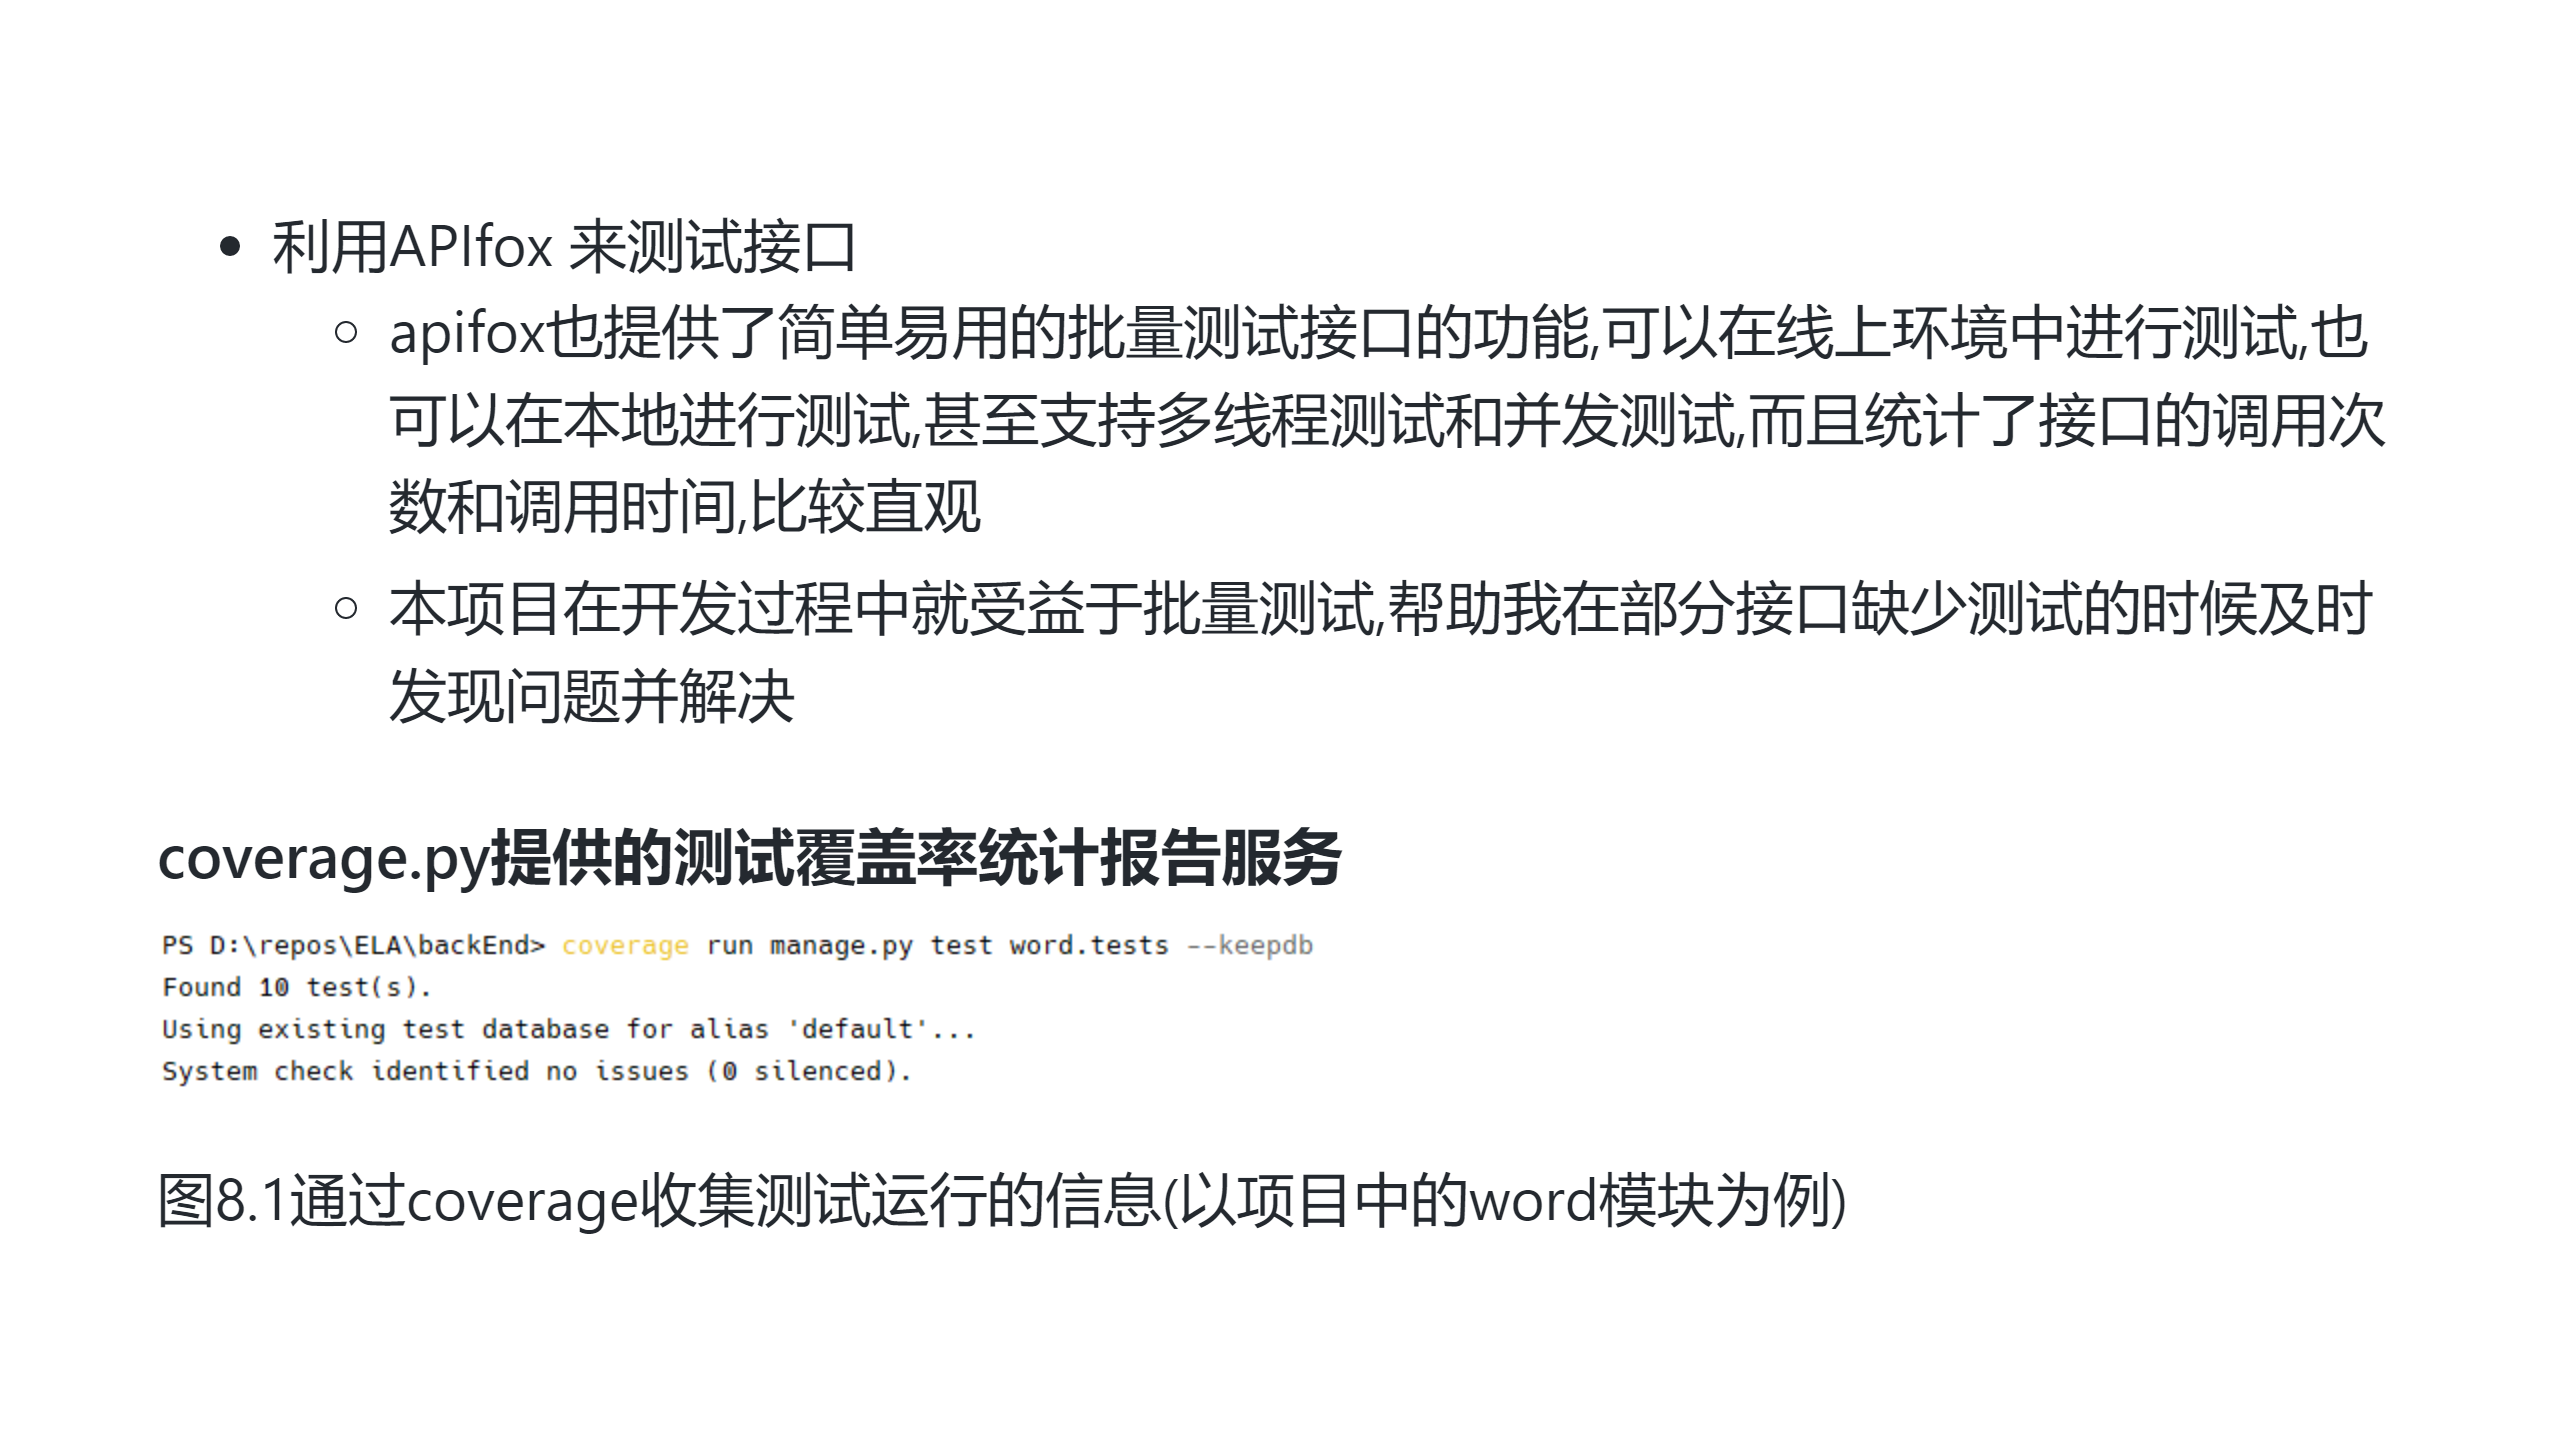 利用APIfox 来测试接口
apifox也提供了简单易用的批量测试接口的功能,可以在线上环境中进行测试,也
可以在本地进行测试,甚至支持多线程测试和并发测试,而且统计了接口的调用次
数和调用时间,比较直观
本项目在开发过程中就受益于批量测试,帮助我在部分接口缺少测试的时候及时
发现问题并解决
coverage.py提供的测试覆盖率统计报告服务
PS D:\repos\ELA\backEnd> coverage run manage.py test word.tests --keepdb
Found 10 test(s).
Using existing test database for alias 'default'...
System check identified no issues (0 silenced).
图8.1通过coverage收集测试运行的信息(以项目中的word模块为例)